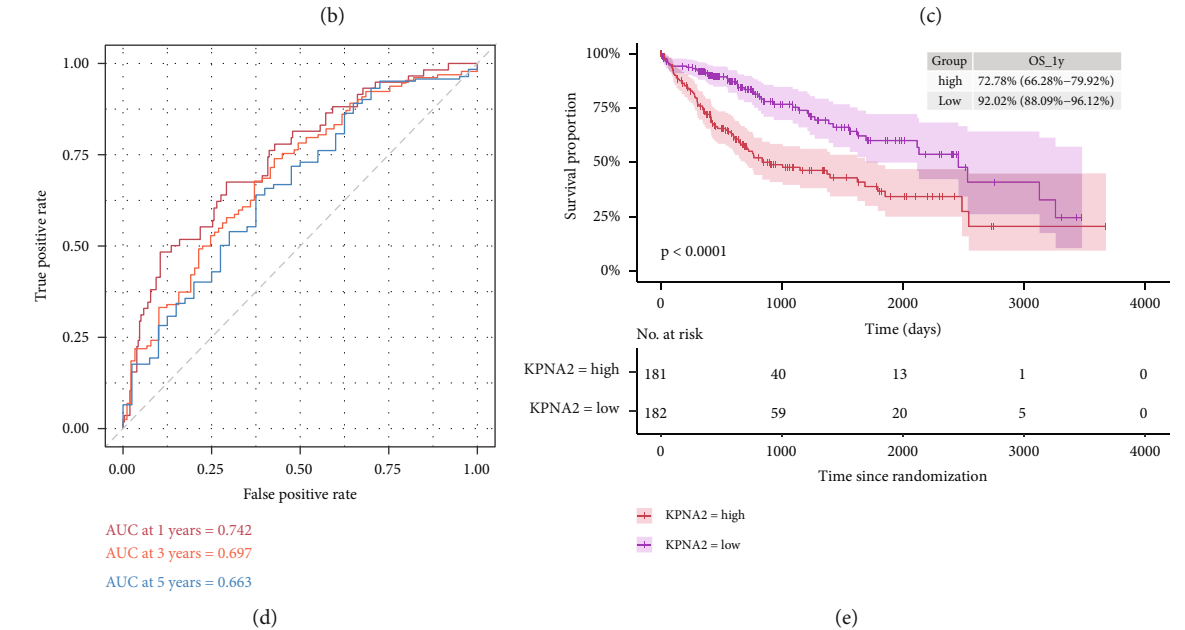 (b)
(c)
True positive rate
1.00
0.75
0.50
0.25
0.00
0.00 0.25 0.50 0.75 1.00
False positive rate
AUC at 1 years = 0.742
AUC at 3 years = 0.697
AUC at 5 years = 0.663
(d)
Survival proportion
100%
75%
50%
25%
0%
Group OS_1y
high 72.78% (66.28%−79.92%)
Low 92.02% (88.09%−96.12%)
p < 0.0001
0 1000 2000 3000 4000
Time (days)
No. at risk
KPNA2 = high 181 40 13 1 0
KPNA2 = low 182 59 20 5 0
0 1000 2000 3000 4000
Time since randomization
KPNA2 = high
KPNA2 = low
(e)